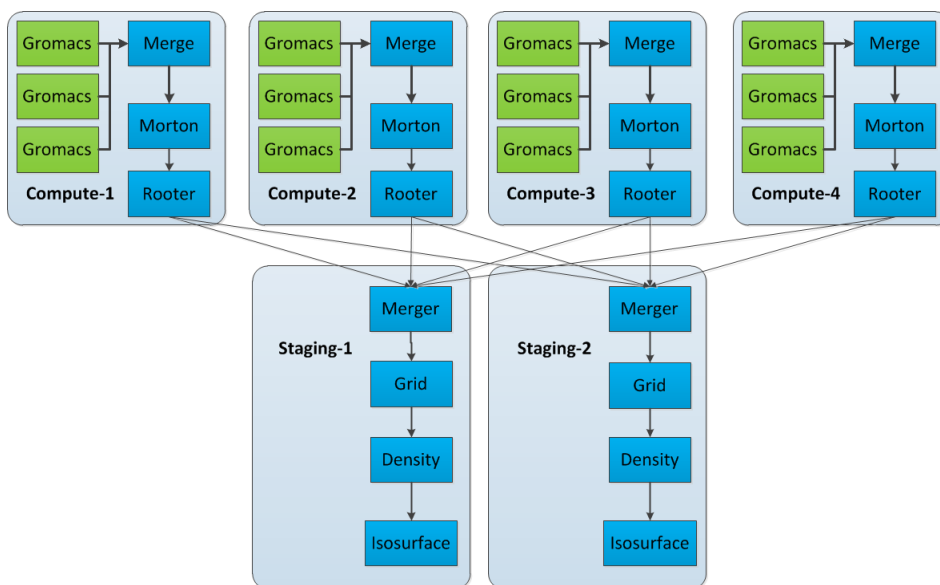 Gromacs
Merge
Gromacs
Morton
Gromacs
Compute-1
Rooter
Gromacs
Merge
Gromacs
Morton
Gromacs
Compute-2
Rooter
Gromacs
Merge
Gromacs
Morton
Gromacs
Compute-3
Rooter
Gromacs
Merge
Gromacs
Morton
Gromacs
Compute-4
Rooter
Merger
Staging-1
Grid
Density
Isosurface
Merger
Staging-2
Grid
Density
Isosurface